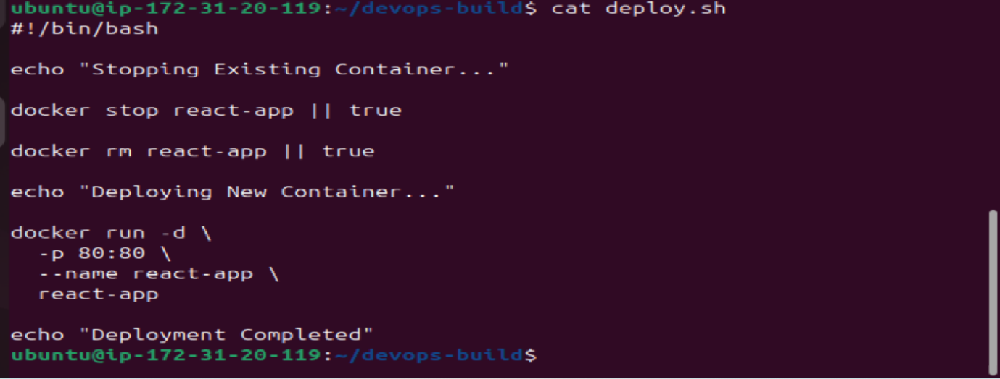 ubuntu@ip-172-31-20-119:~/devops-build$ cat deploy.sh
#!/bin/bash

echo "Stopping Existing Container..."

docker stop react-app || true

docker rm react-app || true

echo "Deploying New Container..."

docker run -d \
  -p 80:80 \
  --name react-app \
  react-app

echo "Deployment Completed"
ubuntu@ip-172-31-20-119:~/devops-build$